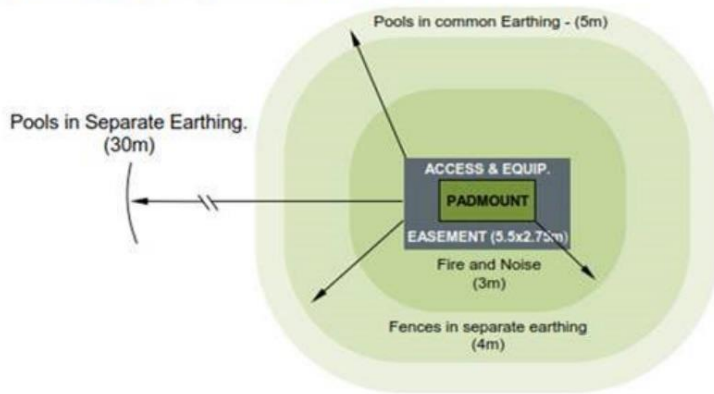 Pools in common Earthing - (5m)
Pools in Separate Earthing.
(30m)
ACCESS & EQUIP.
PADMOUNT
EASEMENT (5.5x2.75m)
Fire and Noise
(3m)
Fences in separate earthing
(4m)